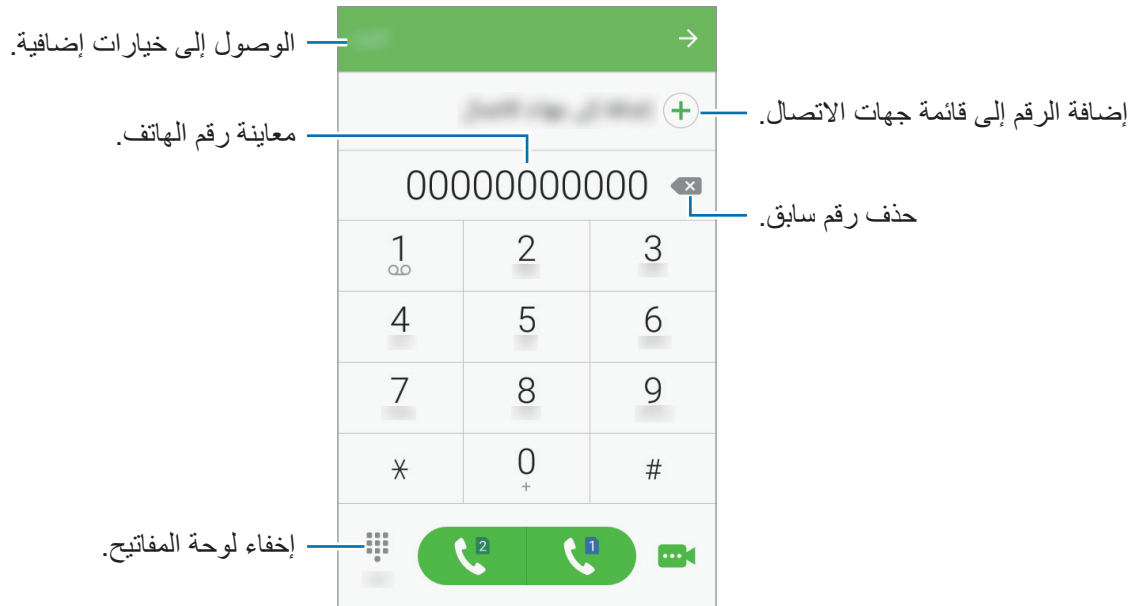 الوصول إلى خيارات إضافية.
إضافة الرقم إلى قائمة جهات الاتصال.
معاينة رقم الهاتف.
00000000000
حذف رقم سابق.
1 2 3
4 5 6
7 8 9
* 0 #
+
إخفاء لوحة المفاتيح.
2 1